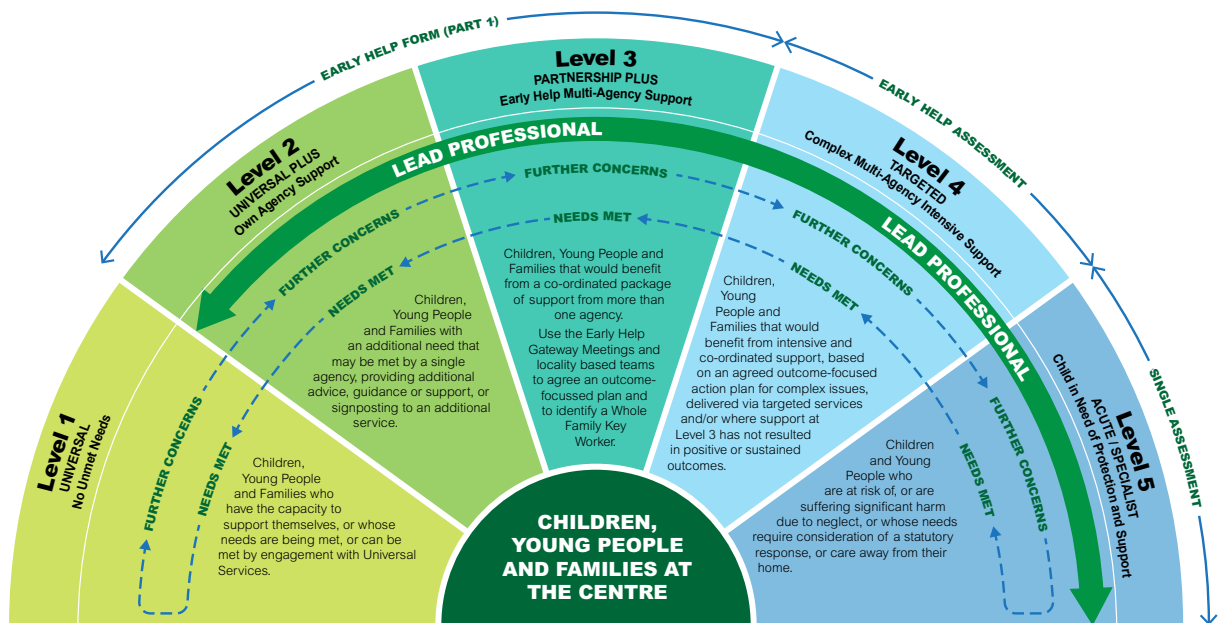 EARLY HELP FORM (PART 1)
EARLY HELP ASSESSMENT
SINGLE ASSESSMENT
Level 1
UNIVERSAL
No Unmet Needs
Level 2
UNIVERSAL PLUS
Own Agency Support
Level 3
PARTNERSHIP PLUS
Early Help Multi-Agency Support
Level 4
TARGETED
Complex Multi-Agency Intensive Support
Level 5
ACUTE / SPECIALIST
Child in Need of Protection and Support
LEAD PROFESSIONAL
LEAD PROFESSIONAL
FURTHER CONCERNS
FURTHER CONCERNS
FURTHER CONCERNS
FURTHER CONCERNS
FURTHER CONCERNS
NEEDS MET
NEEDS MET
NEEDS MET
NEEDS MET
NEEDS MET
Children,
Young People
and Families who
have the capacity to
support themselves, or whose
needs are being met, or can be
met by engagement with Universal
Services.
Children,
Young People
and Families with
an additional need that
may be met by a single
agency, providing additional
advice, guidance or support, or
signposting to an additional
service.
Children, Young People and
Families that would benefit
from a co-ordinated package
of support from more than
one agency.
Use the Early Help
Gateway Meetings and
locality based teams
to agree an outcome-
focussed plan and
to identify a Whole
Family Key
Worker.
Children,
Young
People and
Families that would
benefit from intensive and
co-ordinated support, based
on an agreed outcome-focused
action plan for complex issues,
delivered via targeted services
and/or where support at
Level 3 has not resulted
in positive or sustained
outcomes.
Children
and Young
People who
are at risk of, or are
suffering significant harm
due to neglect, or whose needs
require consideration of a statutory
response, or care away from their
home.
CHILDREN,
YOUNG PEOPLE
AND FAMILIES AT
THE CENTRE